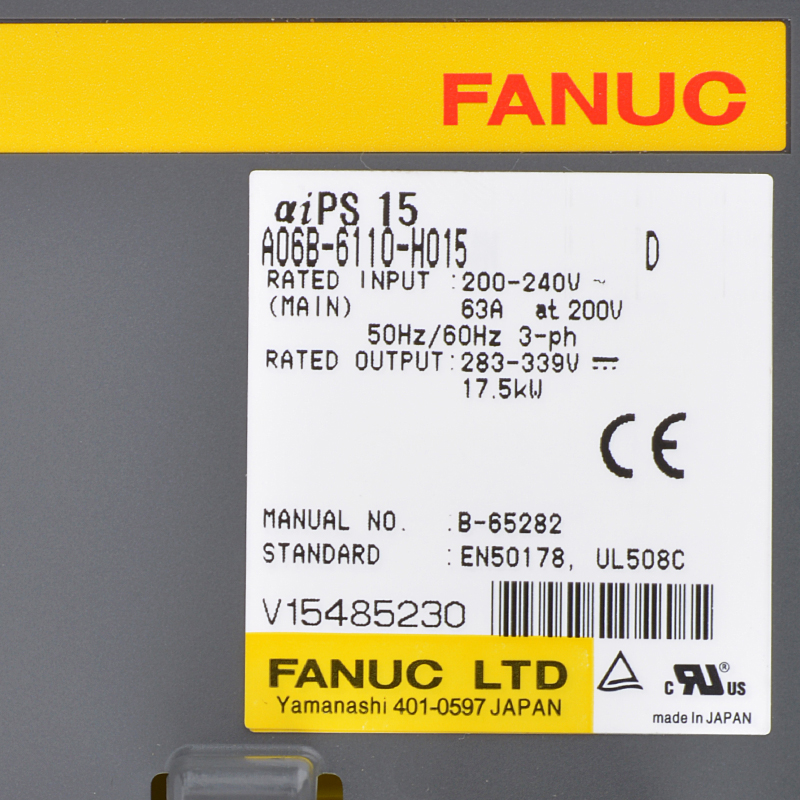 FANUC
αiPS 15
A06B-6110-H015 D
RATED INPUT :200-240V ~
(MAIN) 63A at 200V
50Hz/60Hz 3-ph
RATED OUTPUT:283-339V ⎓
17.5kW
CE
MANUAL NO. :B-65282
STANDARD :EN50178, UL508C
V15485230
FANUC LTD
Yamanashi 401-0597 JAPAN
c RU ® US
made in JAPAN